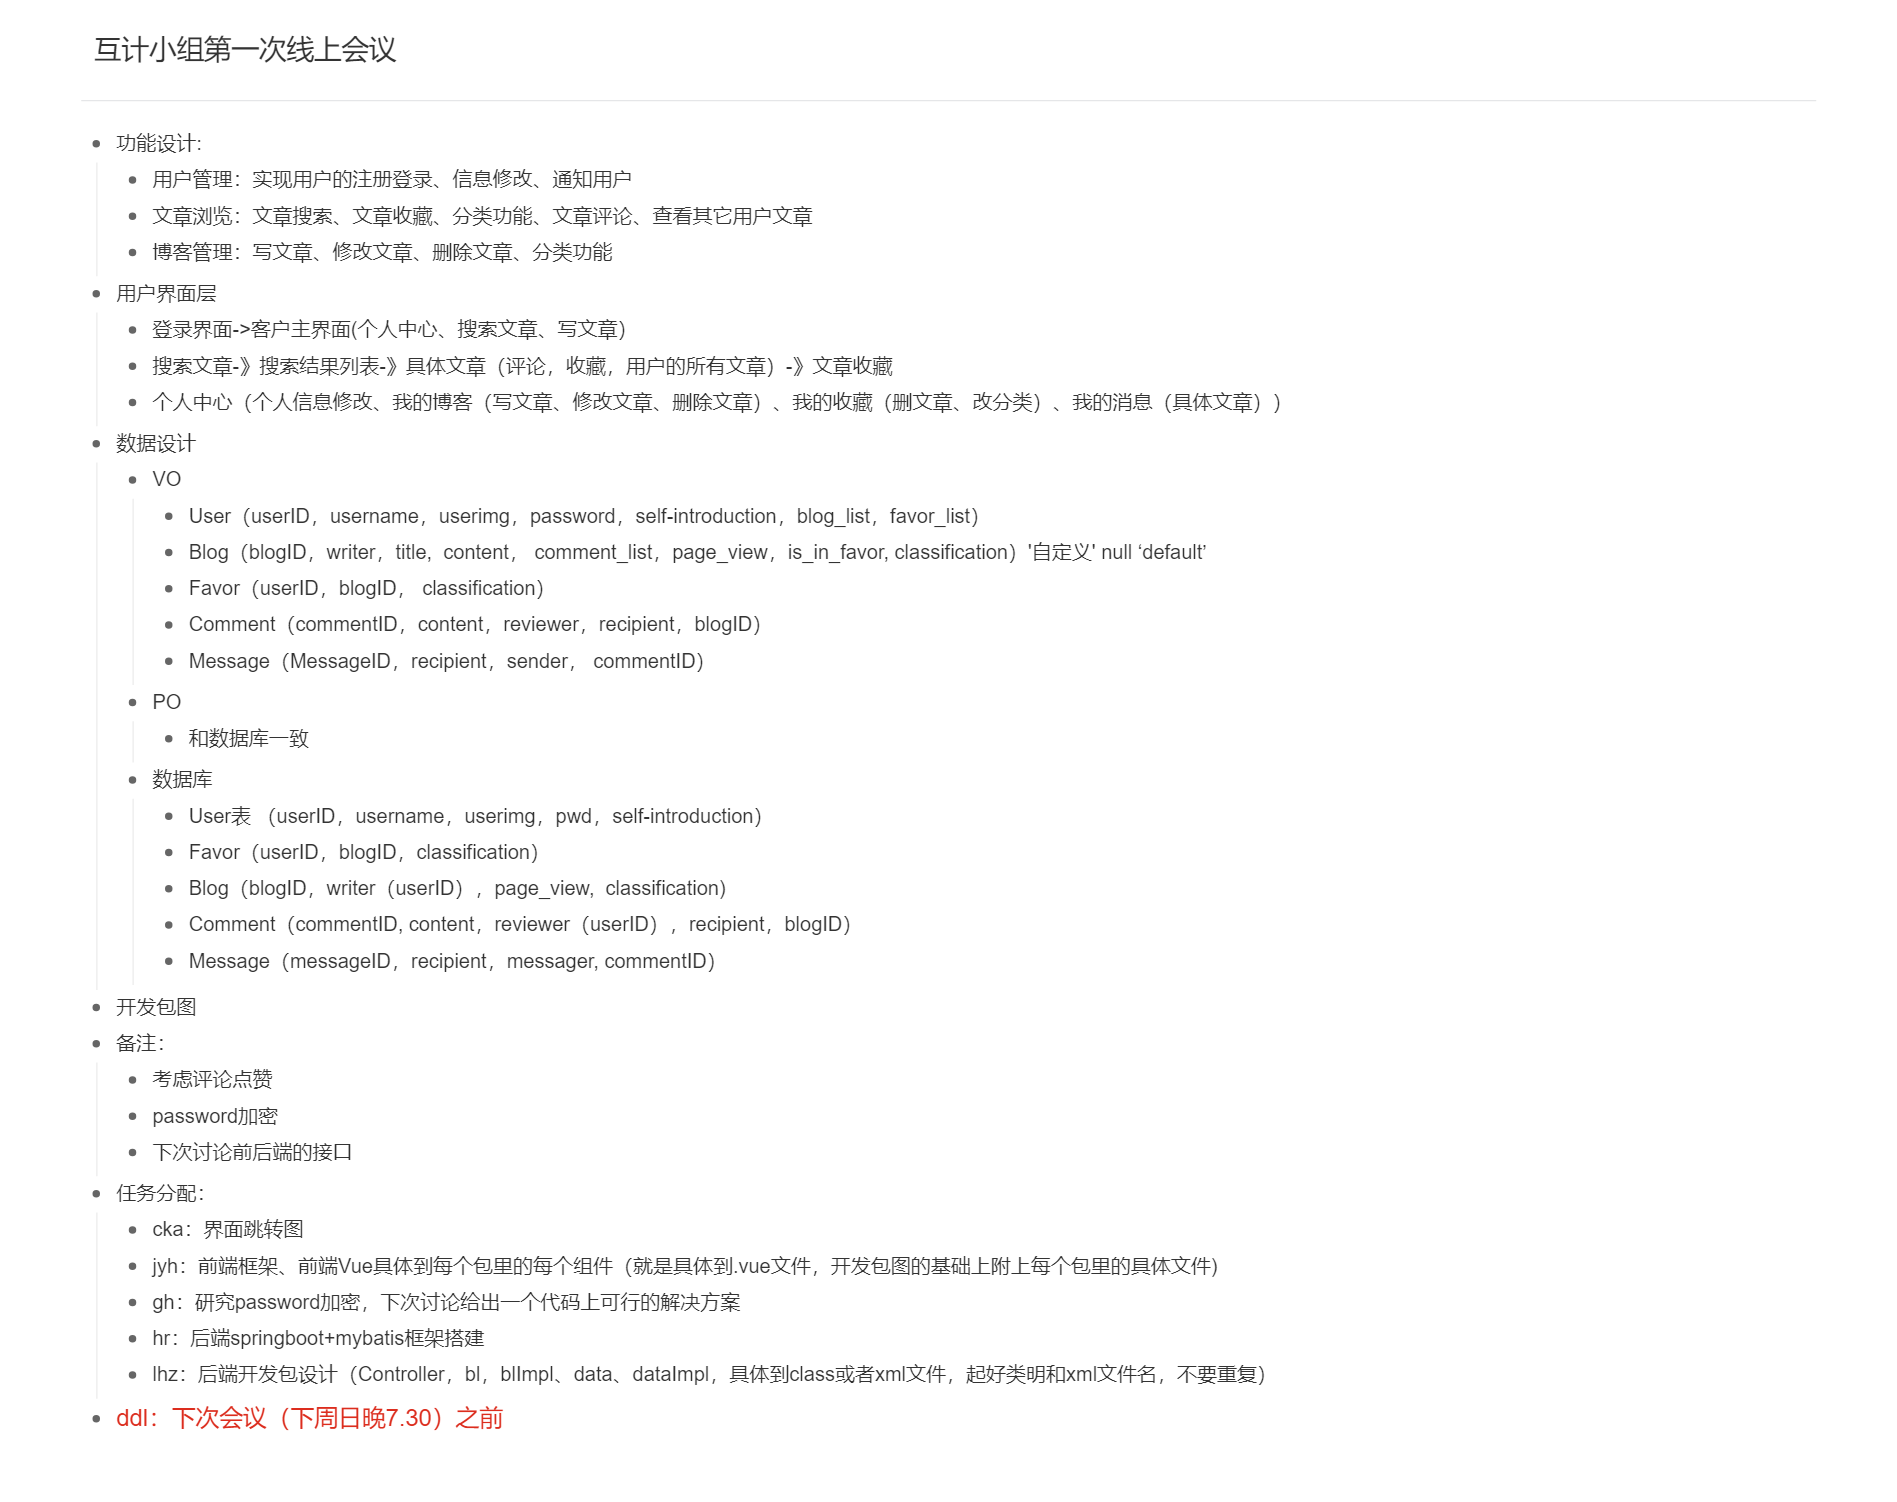 互计小组第一次线上会议
功能设计:
用户管理：实现用户的注册登录、信息修改、通知用户
文章浏览：文章搜索、文章收藏、分类功能、文章评论、查看其它用户文章
博客管理：写文章、修改文章、删除文章、分类功能
用户界面层
登录界面->客户主界面(个人中心、搜索文章、写文章)
搜索文章-》搜索结果列表-》具体文章（评论，收藏，用户的所有文章）-》文章收藏
个人中心（个人信息修改、我的博客（写文章、修改文章、删除文章）、我的收藏（删文章、改分类）、我的消息（具体文章））
数据设计
VO
User（userID，username，userimg，password，self-introduction，blog_list，favor_list）
Blog（blogID，writer，title，content， comment_list，page_view，is_in_favor, classification）'自定义' null ‘default’
Favor（userID，blogID， classification）
Comment（commentID，content，reviewer，recipient，blogID）
Message（MessageID，recipient，sender， commentID）
PO
和数据库一致
数据库
User表 （userID，username，userimg，pwd，self-introduction）
Favor（userID，blogID，classification）
Blog（blogID，writer（userID），page_view，classification）
Comment（commentID, content，reviewer（userID），recipient，blogID）
Message（messageID，recipient，messager, commentID）
开发包图
备注：
考虑评论点赞
password加密
下次讨论前后端的接口
任务分配：
cka：界面跳转图
jyh：前端框架、前端Vue具体到每个包里的每个组件（就是具体到.vue文件，开发包图的基础上附上每个包里的具体文件)
gh：研究password加密，下次讨论给出一个代码上可行的解决方案
hr：后端springboot+mybatis框架搭建
lhz：后端开发包设计（Controller，bl，blImpl、data、dataImpl，具体到class或者xml文件，起好类明和xml文件名，不要重复）
ddl：下次会议（下周日晚7.30）之前